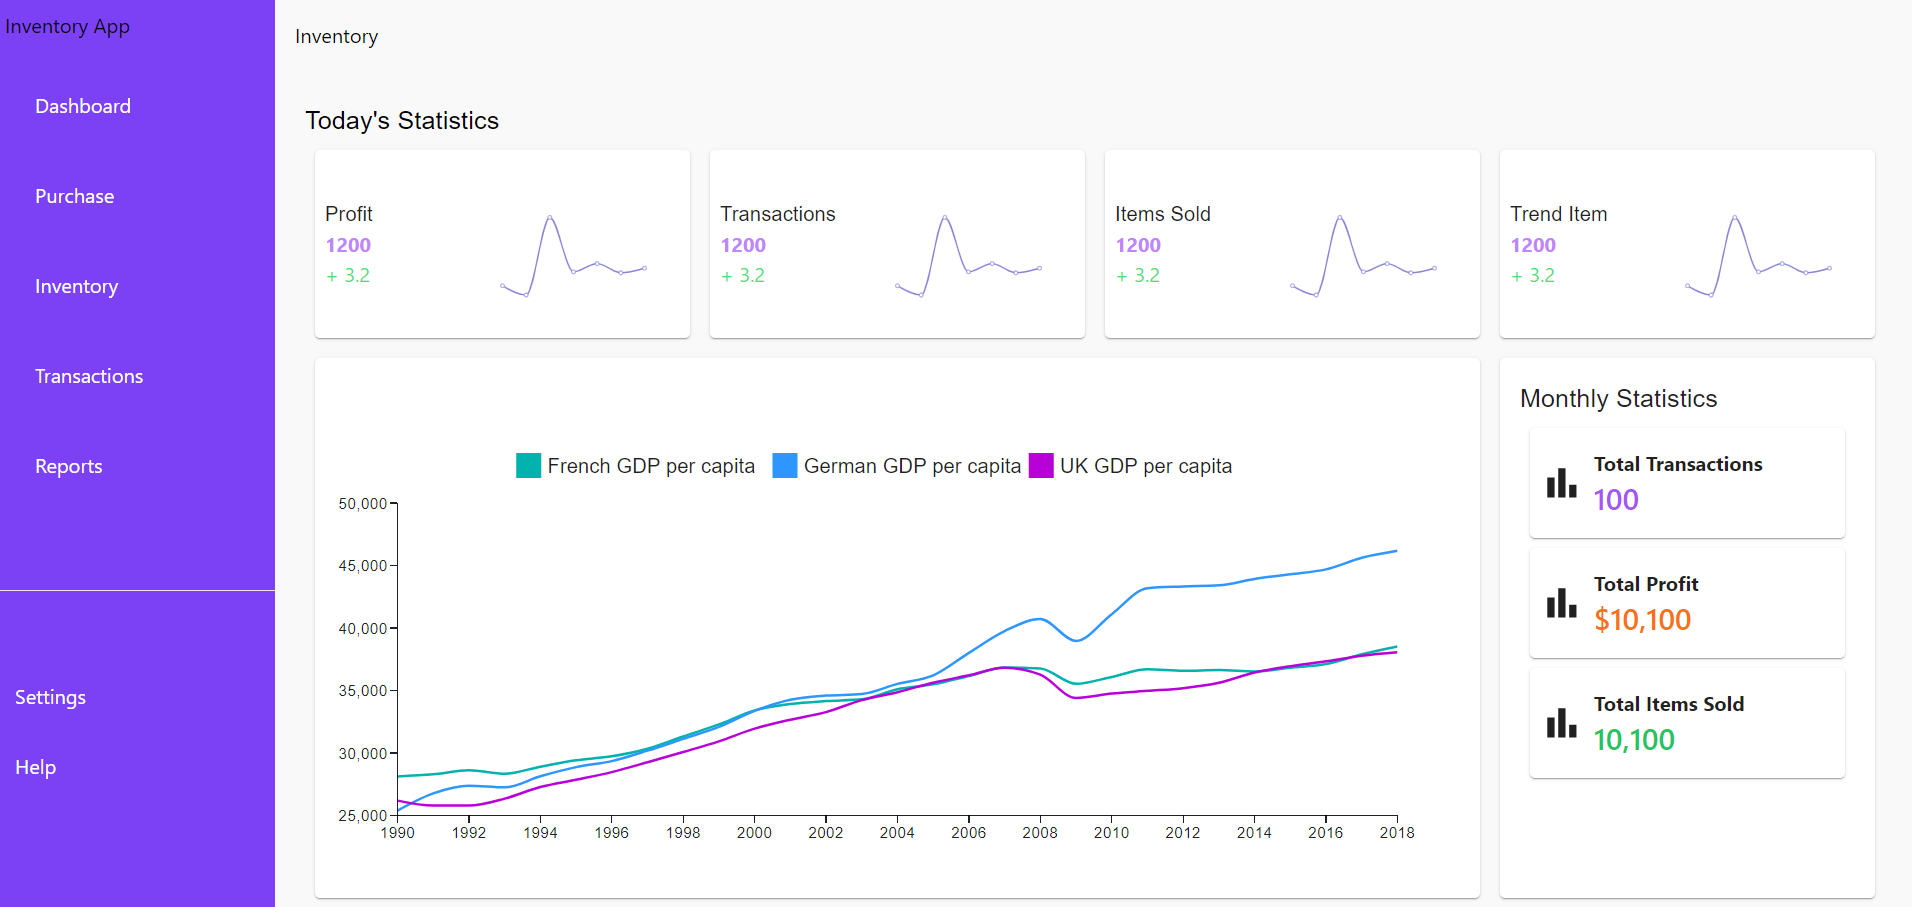 Inventory App
Dashboard
Purchase
Inventory
Transactions
Reports
Settings
Help
Inventory
Today's Statistics
Profit
1200
+ 3.2
Transactions
1200
+ 3.2
Items Sold
1200
+ 3.2
Trend Item
1200
+ 3.2
French GDP per capita German GDP per capita UK GDP per capita
50,000
45,000
40,000
35,000
30,000
25,000
1990 1992 1994 1996 1998 2000 2002 2004 2006 2008 2010 2012 2014 2016 2018
Monthly Statistics
Total Transactions
100
Total Profit
$10,100
Total Items Sold
10,100